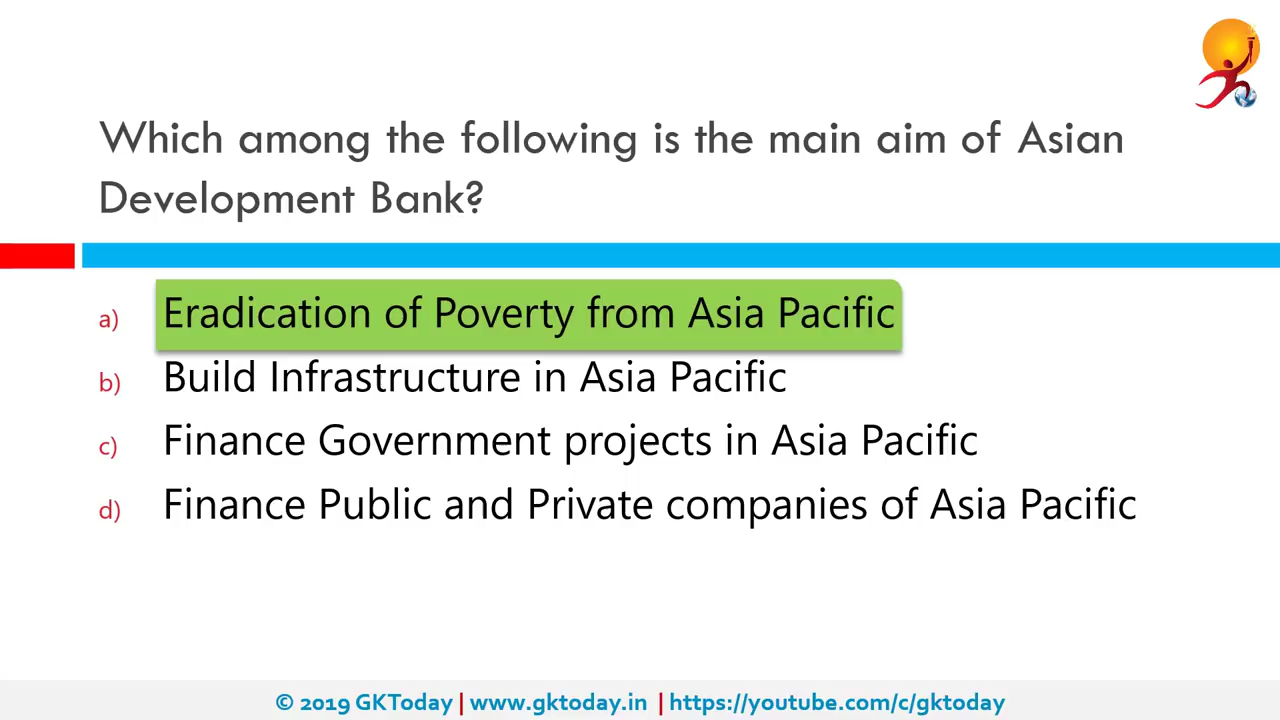 Which among the following is the main aim of Asian
Development Bank?
a) Eradication of Poverty from Asia Pacific
b) Build Infrastructure in Asia Pacific
c) Finance Government projects in Asia Pacific
d) Finance Public and Private companies of Asia Pacific
© 2019 GKToday | www.gktoday.in | https://youtube.com/c/gktoday